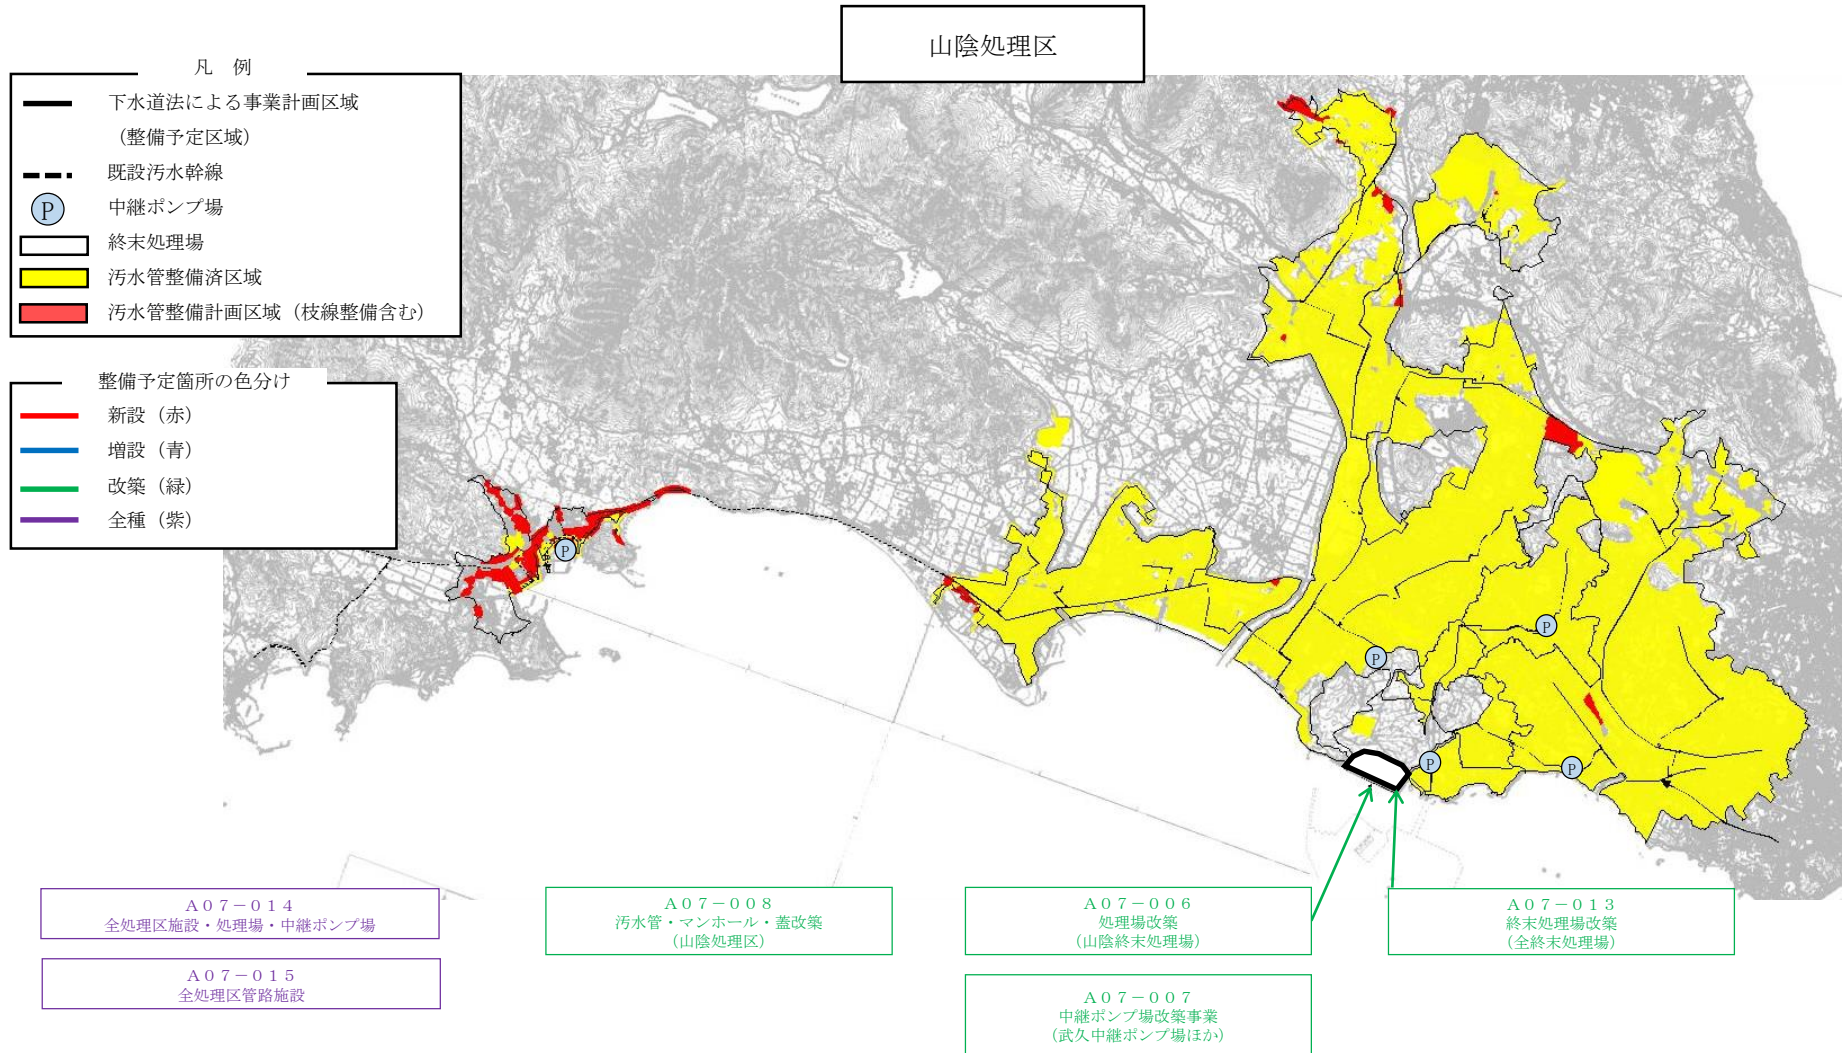 山陰処理区
凡 例
下水道法による事業計画区域
(整備予定区域)
既設汚水幹線
P
中継ポンプ場
終末処理場
汚水管整備済区域
汚水管整備計画区域(枝線整備含む)
整備予定箇所の色分け
新設(赤)
増設(青)
改築(緑)
全種(紫)
P
P
P
P
P
A07-014
全処理区施設・処理場・中継ポンプ場
A07-015
全処理区管路施設
A07-008
汚水管・マンホール・蓋改築
(山陰処理区)
A07-006
処理場改築
(山陰終末処理場)
A07-007
中継ポンプ場改築事業
(武久中継ポンプ場ほか)
A07-013
終末処理場改築
(全終末処理場)